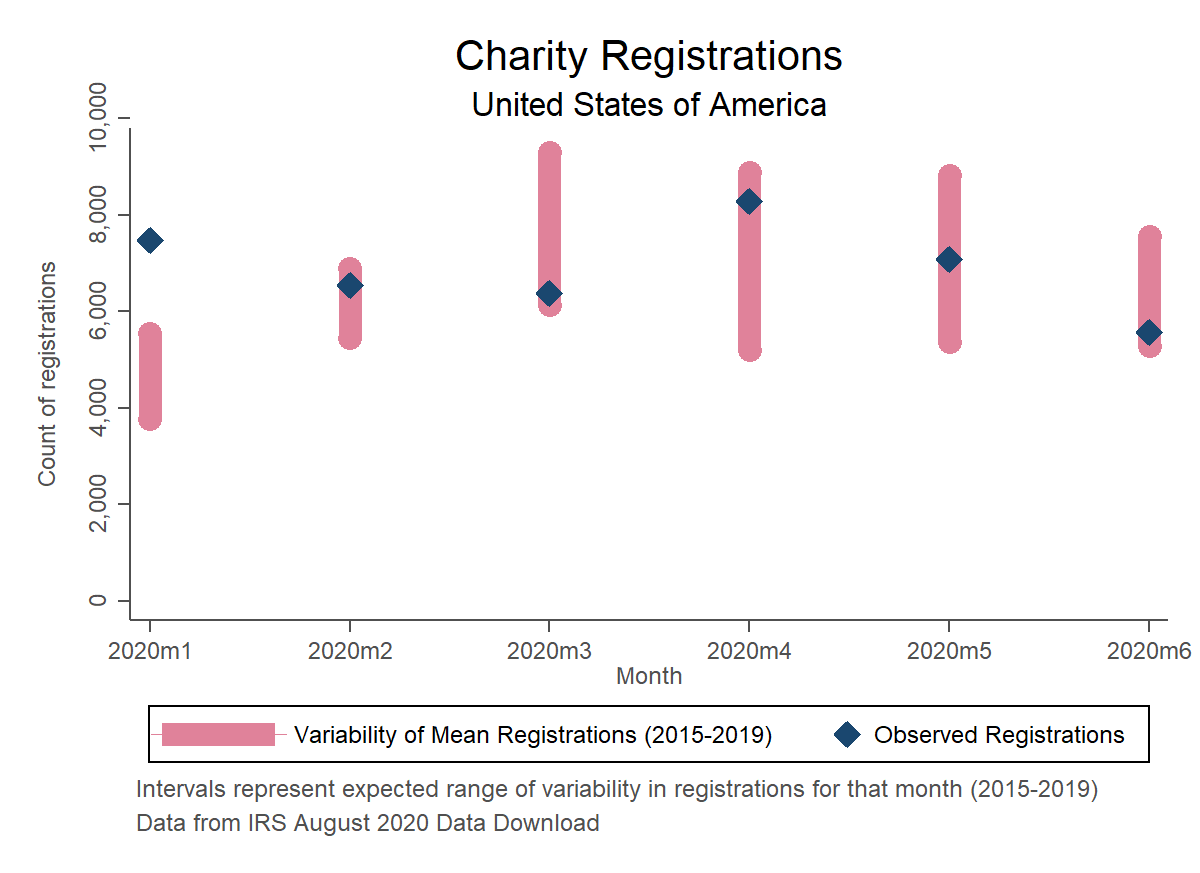 Charity Registrations
United States of America
Count of registrations
10,000
8,000
6,000
4,000
2,000
0
2020m1 2020m2 2020m3 2020m4 2020m5 2020m6
Month
Variability of Mean Registrations (2015-2019) Observed Registrations
Intervals represent expected range of variability in registrations for that month (2015-2019)
Data from IRS August 2020 Data Download